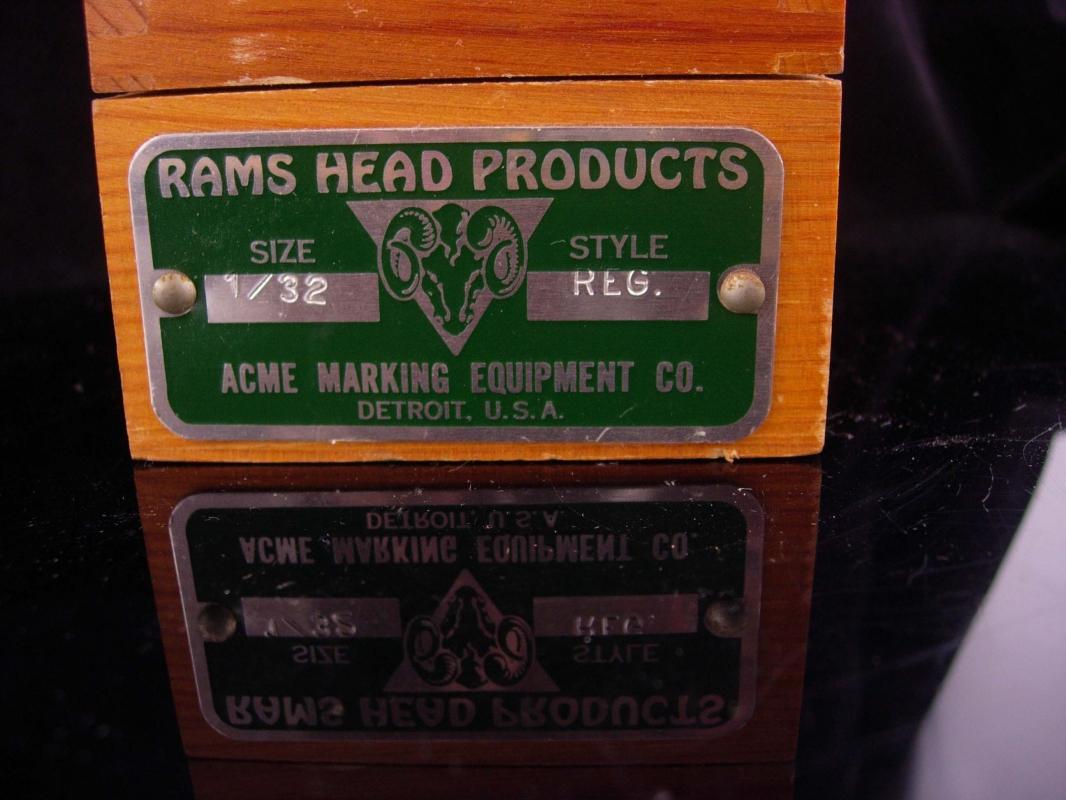 RAMS HEAD PRODUCTS
SIZE STYLE
1/32 REG.
ACME MARKING EQUIPMENT CO.
DETROIT, U.S.A.